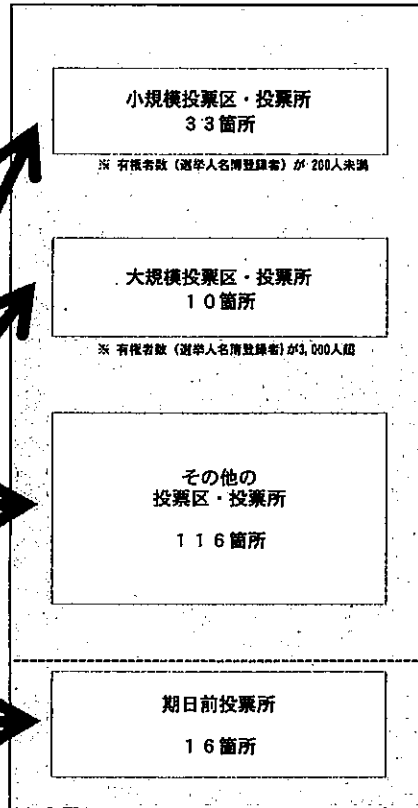 小規模投票区・投票所
33箇所
※ 有権者数（選挙人名簿登録者）が 200人未満
大規模投票区・投票所
10箇所
※ 有権者数（選挙人名簿登録者）が3,000人超
その他の
投票区・投票所
116箇所
期日前投票所
16箇所